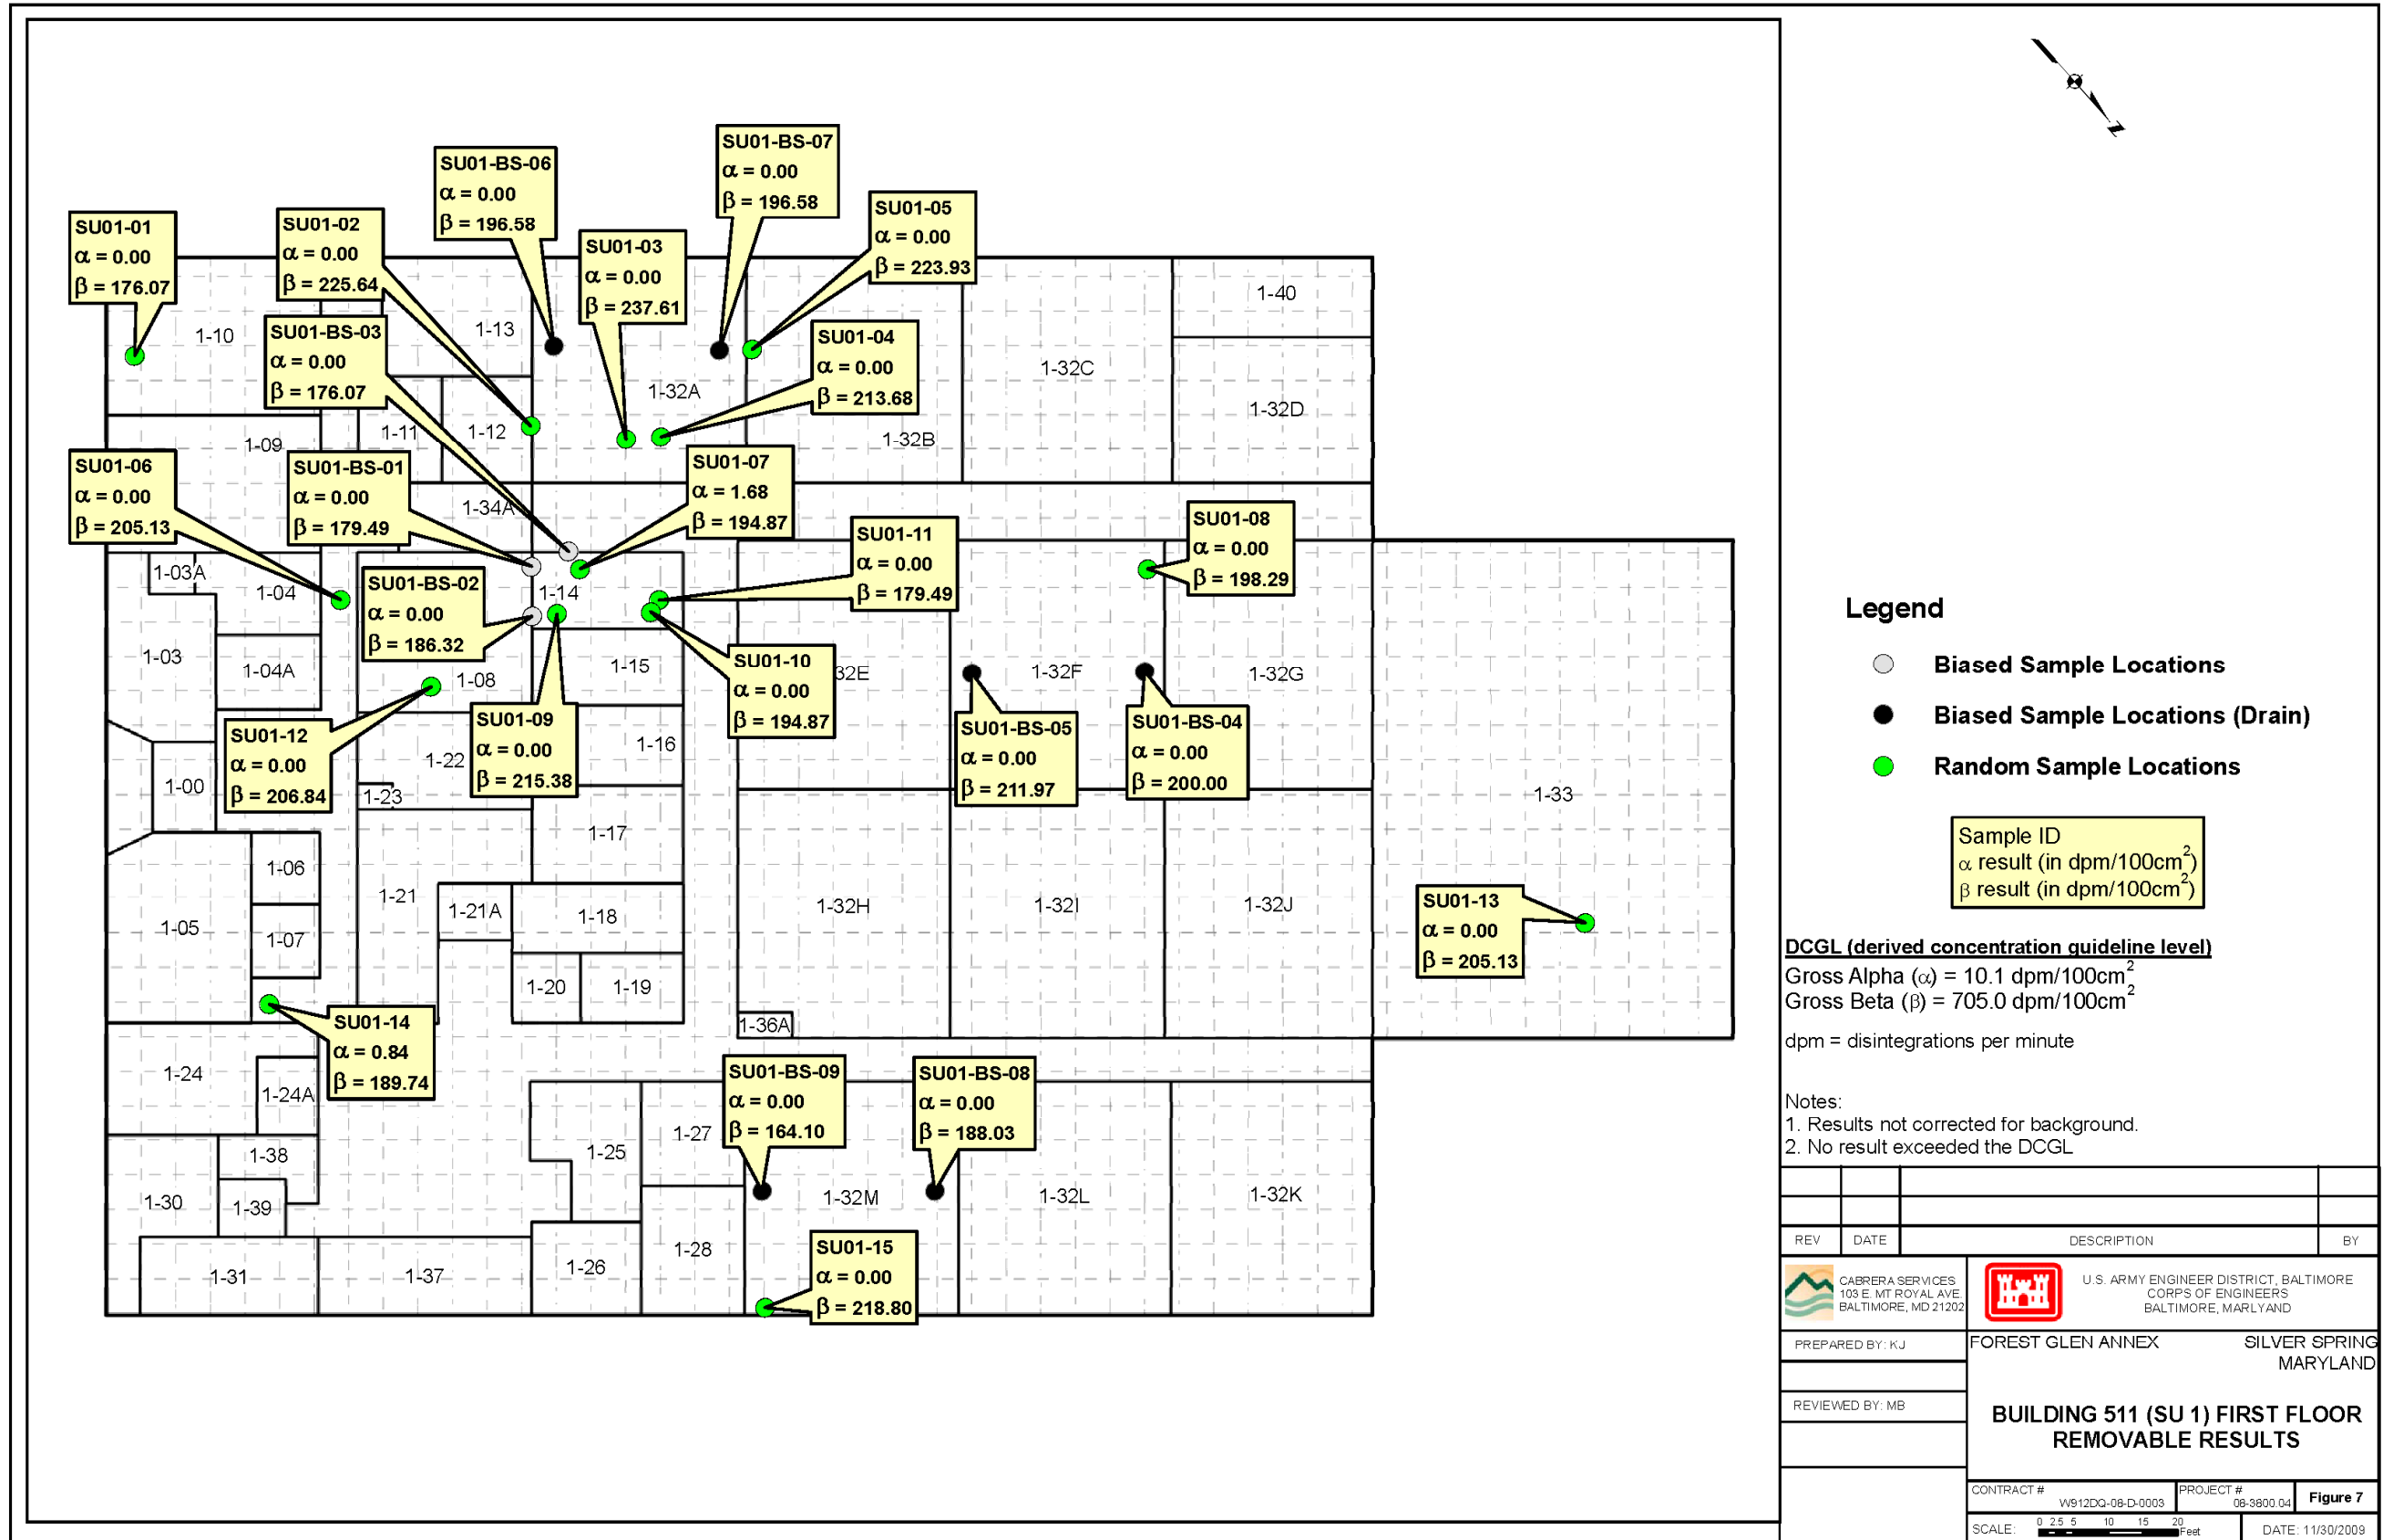 SU01-BS-07
α = 0.00
β = 196.58
SU01-BS-06
α = 0.00
β = 196.58
SU01-05
α = 0.00
β = 223.93
SU01-01
α = 0.00
β = 176.07
SU01-02
α = 0.00
β = 225.64
SU01-03
α = 0.00
β = 237.61
SU01-BS-03
α = 0.00
β = 176.07
SU01-04
α = 0.00
β = 213.68
1-10
1-13
1-32A
1-32C
1-40
1-32D
1-09
1-11
1-12
1-32B
SU01-06
α = 0.00
β = 205.13
SU01-BS-01
α = 0.00
β = 179.49
SU01-07
α = 1.68
β = 194.87
1-34A
SU01-11
α = 0.00
β = 179.49
SU01-08
α = 0.00
β = 198.29
1-03A
1-04
SU01-BS-02
α = 0.00
β = 186.32
1-14
1-03
1-04A
1-08
1-15
SU01-10
α = 0.00
β = 194.87
32E
1-32F
1-32G
SU01-12
α = 0.00
β = 206.84
SU01-09
α = 0.00
β = 215.38
SU01-BS-05
α = 0.00
β = 211.97
SU01-BS-04
α = 0.00
β = 200.00
1-22
1-16
1-00
1-23
1-33
1-17
1-06
1-21
1-21A
1-18
1-32H
1-32I
1-32J
SU01-13
α = 0.00
β = 205.13
1-05
1-07
1-20
1-19
1-36A
SU01-14
α = 0.84
β = 189.74
1-24
1-24A
SU01-BS-09
α = 0.00
β = 164.10
SU01-BS-08
α = 0.00
β = 188.03
1-38
1-25
1-27
1-30
1-39
1-32M
1-32L
1-32K
1-28
1-31
1-37
1-26
SU01-15
α = 0.00
β = 218.80
Z
Legend
Biased Sample Locations
Biased Sample Locations (Drain)
Random Sample Locations
Sample ID
α result (in dpm/100cm²)
β result (in dpm/100cm²)
DCGL (derived concentration guideline level)
Gross Alpha (α) = 10.1 dpm/100cm²
Gross Beta (β) = 705.0 dpm/100cm²
dpm = disintegrations per minute
Notes:
1. Results not corrected for background.
2. No result exceeded the DCGL
REV DATE DESCRIPTION BY
CABRERA SERVICES
103 E. MT ROYAL AVE.
BALTIMORE, MD 21202
U.S. ARMY ENGINEER DISTRICT, BALTIMORE
CORPS OF ENGINEERS
BALTIMORE, MARLYAND
PREPARED BY: KJ
FOREST GLEN ANNEX SILVER SPRING
MARYLAND
REVIEWED BY: MB
BUILDING 511 (SU 1) FIRST FLOOR
REMOVABLE RESULTS
CONTRACT #
W912DQ-08-D-0003
PROJECT #
08-3800.04
Figure 7
SCALE: 0 2.5 5 10 15 20 Feet
DATE: 11/30/2009